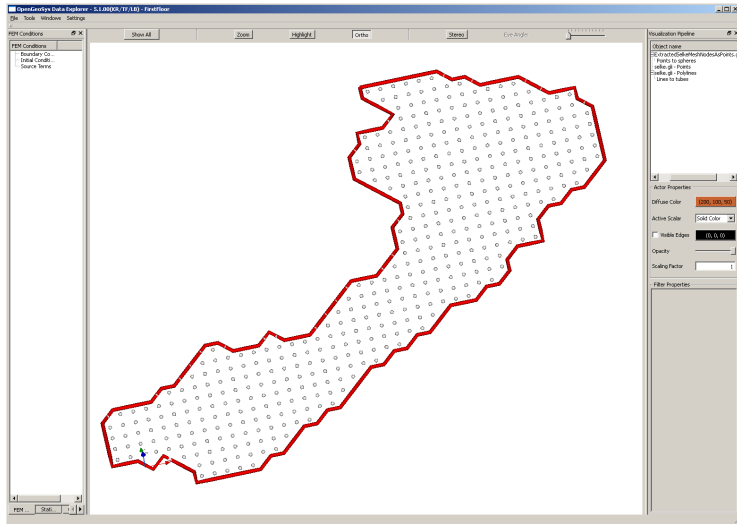 OpenGeoSys Data Explorer - 5.1.00(KR/TF/LB) - FirstFloor
File Tools Windows Settings
FEM Conditions
FEM Conditions
Boundary Co...
Initial Conditi...
Source Terms
FEM ...
Stati...
Show All
Zoom
Highlight
Ortho
Stereo
Eye Angle:
Visualization Pipeline
Object name
ExtractedSelkeMeshNodesAsPoints.
Points to spheres
selke.gli - Points
selke.gli - Polylines
Lines to tubes
Actor Properties
Diffuse Color
(200, 100, 50)
Active Scalar
Solid Color
Visible Edges
(0, 0, 0)
Opacity
Scaling Factor
1
Filter Properties